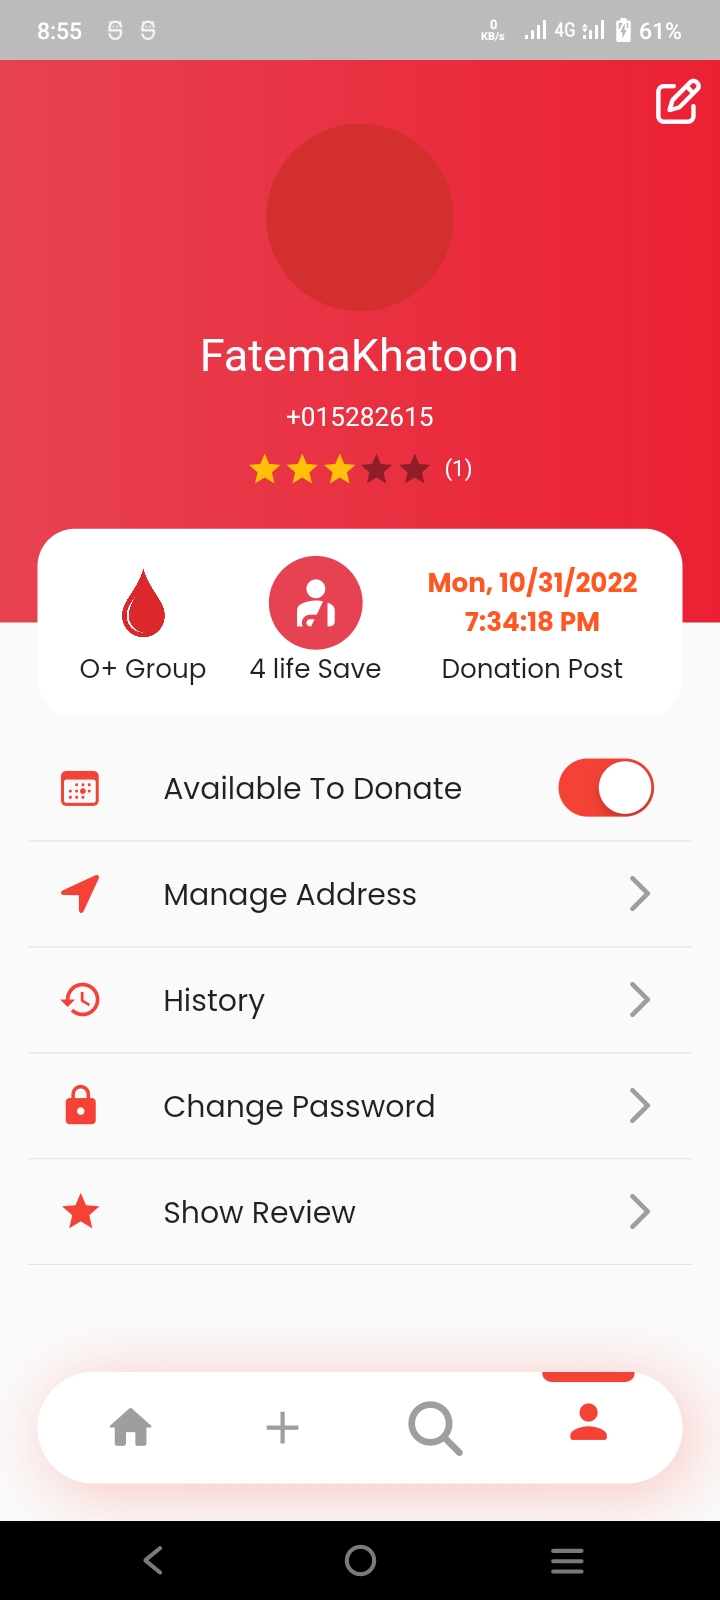 8:55 0 KB/s 4G 61%
FatemaKhatoon
+015282615
(1)
Mon, 10/31/2022
7:34:18 PM
O+ Group 4 life Save Donation Post
Available To Donate
Manage Address
History
Change Password
Show Review